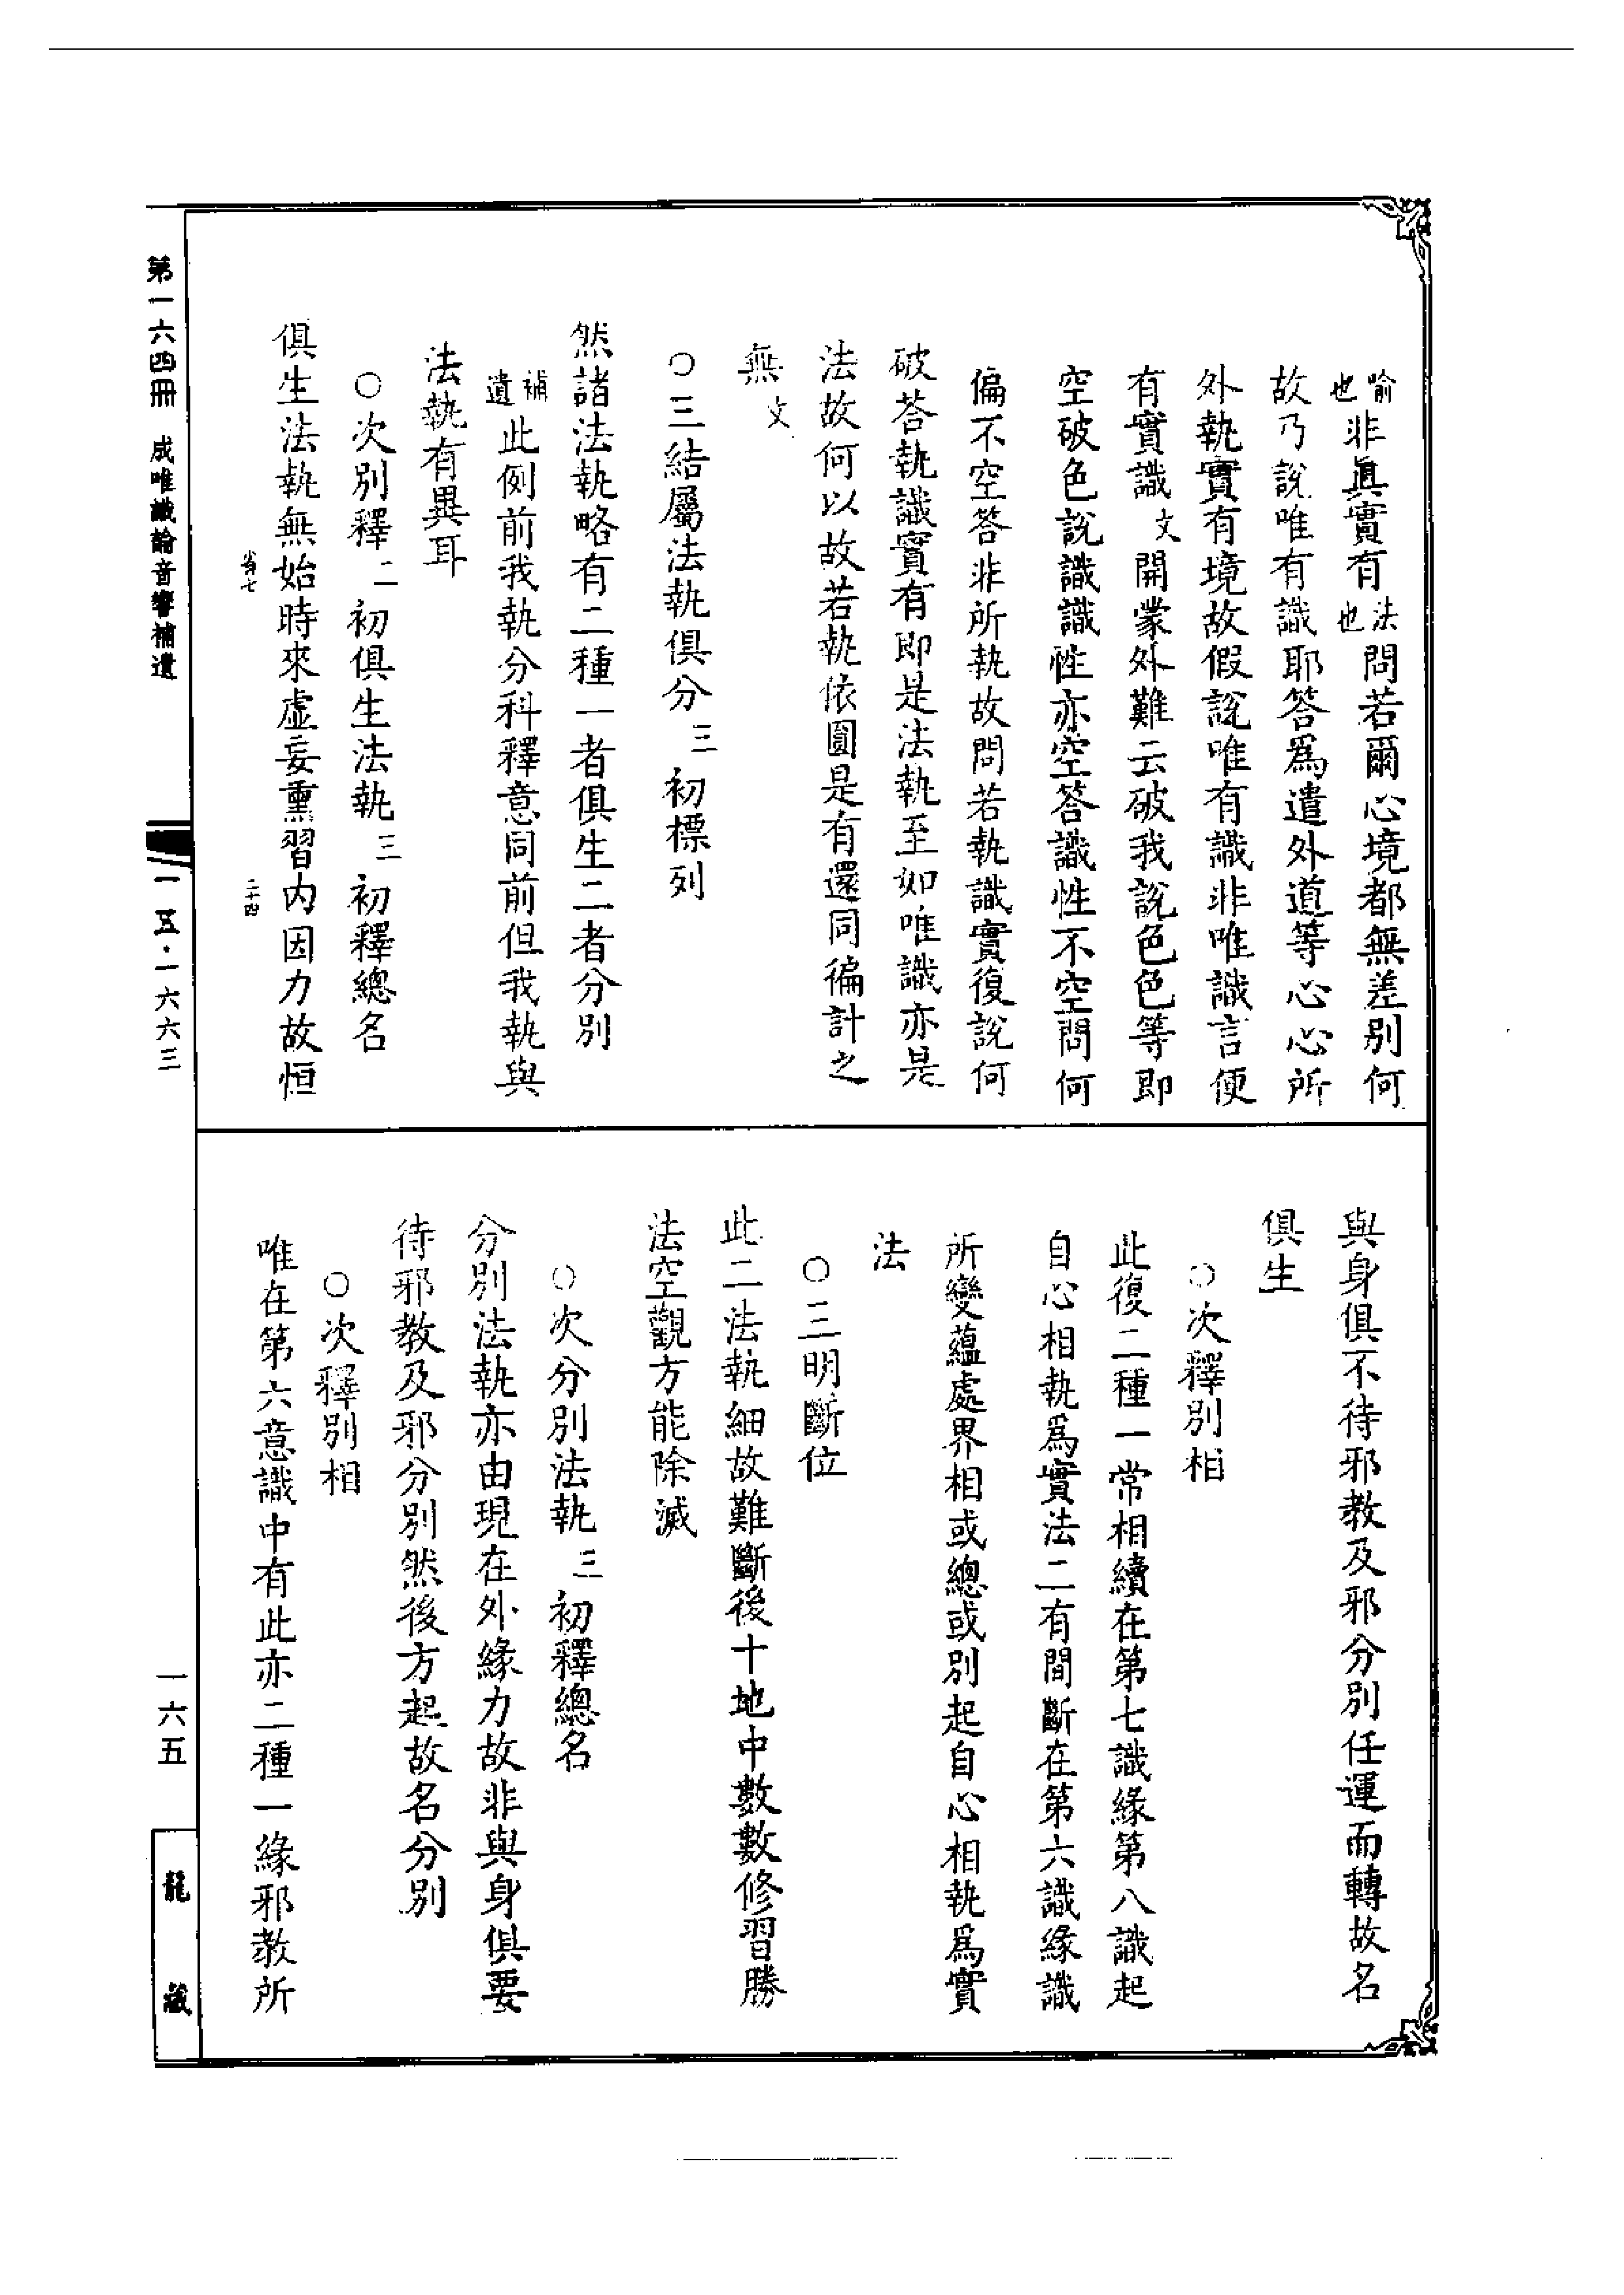 喻也非眞實有法也問若爾心境都無差別何
故乃說唯有識耶答爲遣外道等心心所
外執實有境故假說唯有識非唯識言便
有實識文開蒙外難云破我說色色等即
空破色說識識性亦空答識性不空問何
偏不空答非所執故問若執識實復說何
破答執識實有即是法執至如唯識亦是
法故何以故若執依圓是有還同徧計之
無文
○三結屬法執俱分三初標列
然諸法執略有二種一者俱生二者分別
補遺此例前我執分科釋意同前但我執與
法執有異耳
○次別釋二初俱生法執三初釋總名
俱生法執無始時來虛妄熏習内因力故恒
省七 二十四
與身俱不待邪教及邪分別任運而轉故名
俱生
○次釋別相
此復二種一常相續在第七識緣第八識起
自心相執爲實法二有間斷在第六識緣識
所變蘊處界相或總或別起自心相執爲實
法
○三明斷位
此二法執細故難斷後十地中數數修習勝
法空觀方能除滅
○次分別法執三初釋總名
分別法執亦由現在外緣力故非與身俱要
待邪教及邪分別然後方起故名分別
○次釋別相
唯在第六意識中有此亦二種一緣邪教所
第一六四冊 成唯識論音響補遺
一五·一六六三
一六五
龍藏